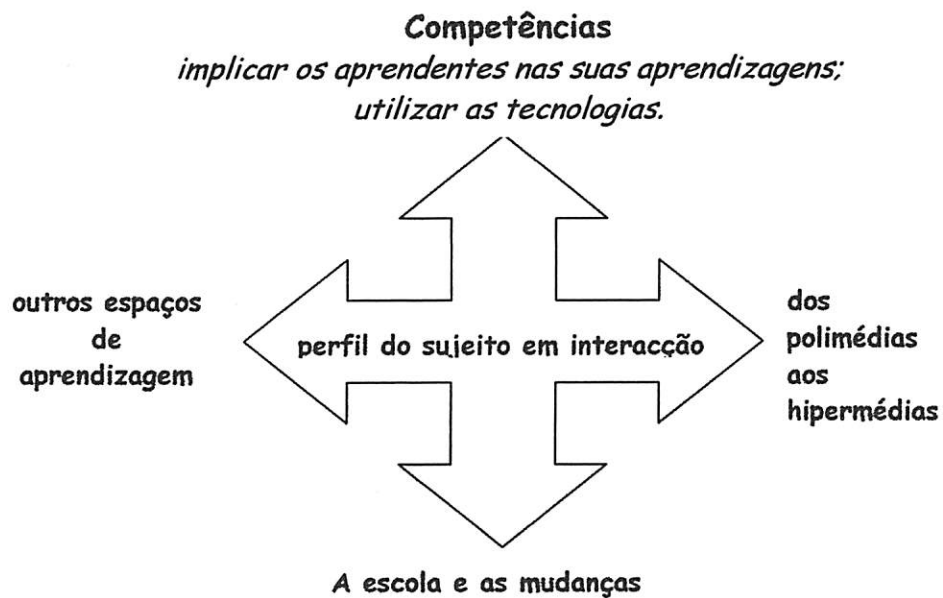 Competências
implicar os aprendentes nas suas aprendizagens;
utilizar as tecnologias.
outros espaços
de
aprendizagem
perfil do sujeito em interacção
dos
polimédias
aos
hipermédias
A escola e as mudanças